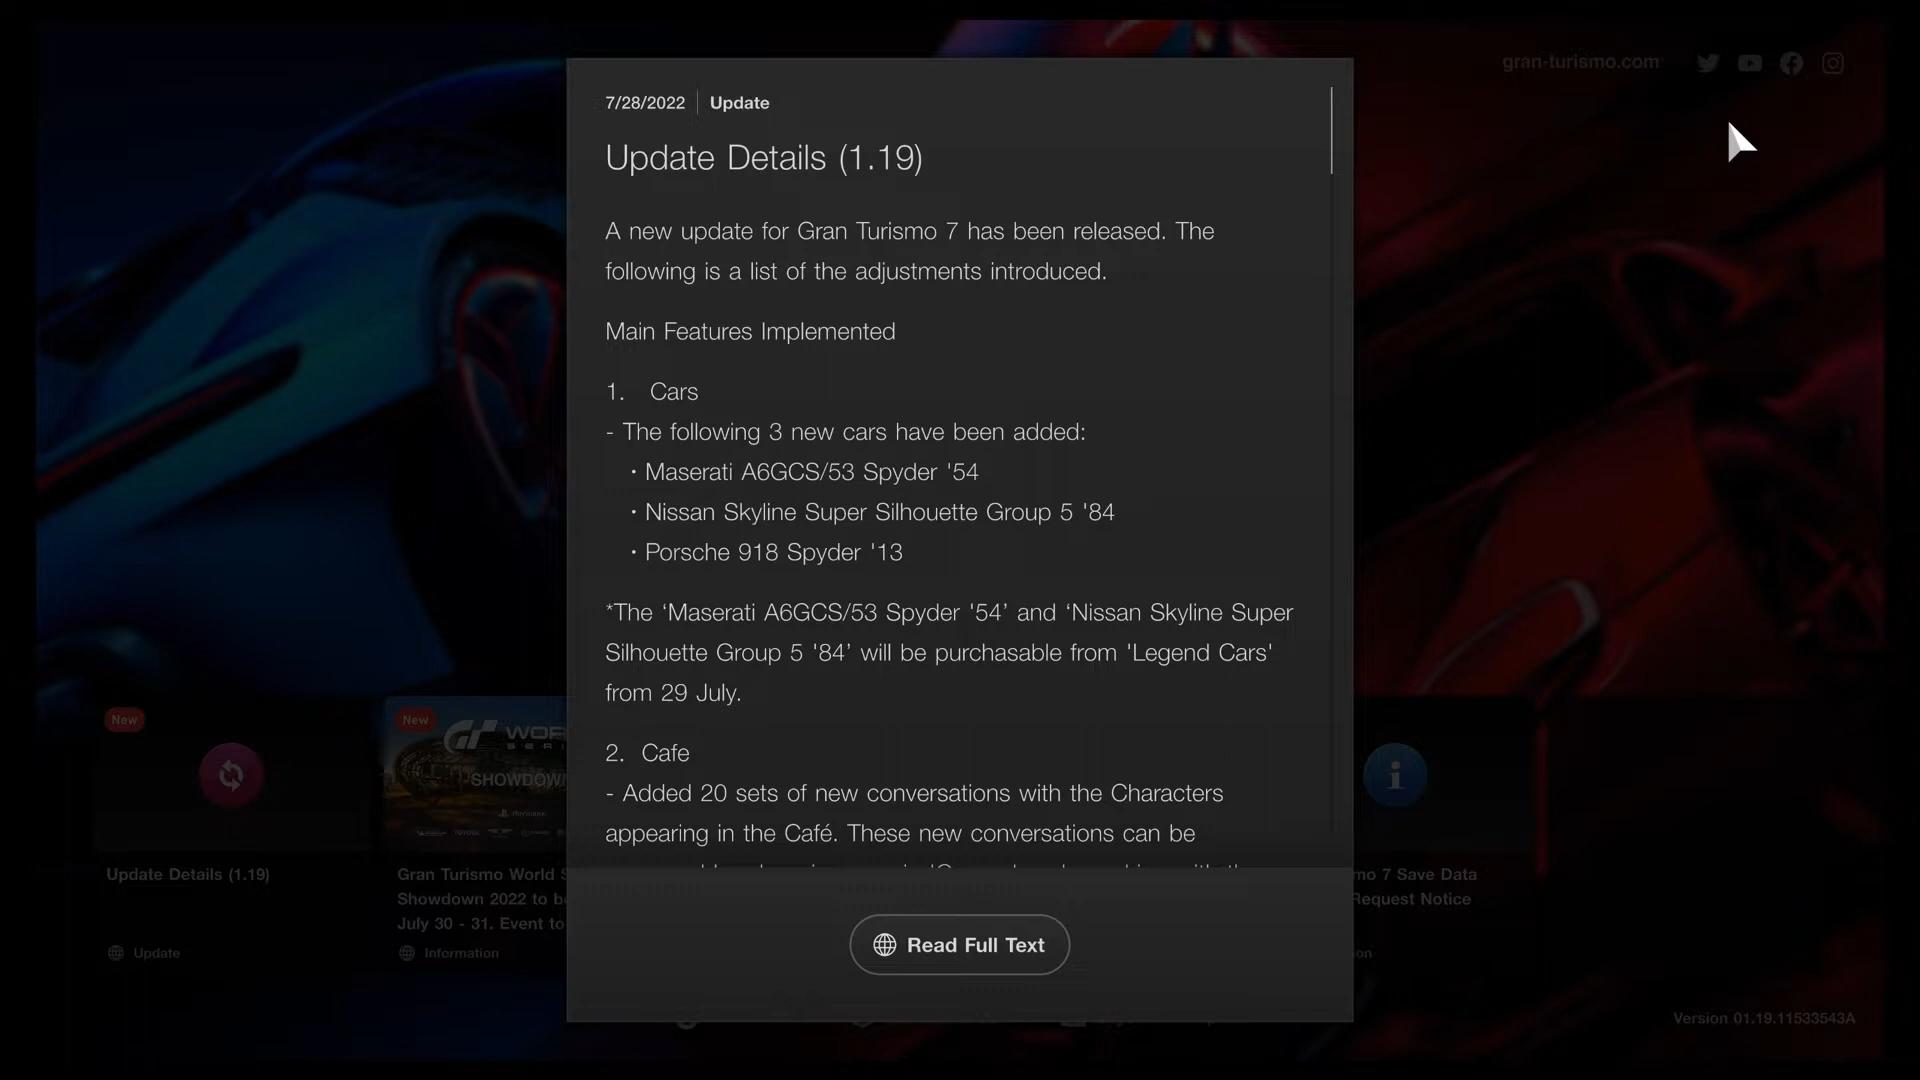 gran-turismo.com
7/28/2022 Update
Update Details (1.19)
A new update for Gran Turismo 7 has been released. The
following is a list of the adjustments introduced.
Main Features Implemented
1. Cars
- The following 3 new cars have been added:
・Maserati A6GCS/53 Spyder '54
・Nissan Skyline Super Silhouette Group 5 '84
・Porsche 918 Spyder '13
*The ‘Maserati A6GCS/53 Spyder '54’ and ‘Nissan Skyline Super
Silhouette Group 5 '84’ will be purchasable from 'Legend Cars'
from 29 July.
2. Cafe
- Added 20 sets of new conversations with the Characters
appearing in the Café. These new conversations can be
Read Full Text
New
Update Details (1.19)
Update
New
SHOWDOW
Gran Turismo World
Showdown 2022 to
July 30 - 31. Event to
Information
7 Save Data
Request Notice
Version 01.19.11533543A